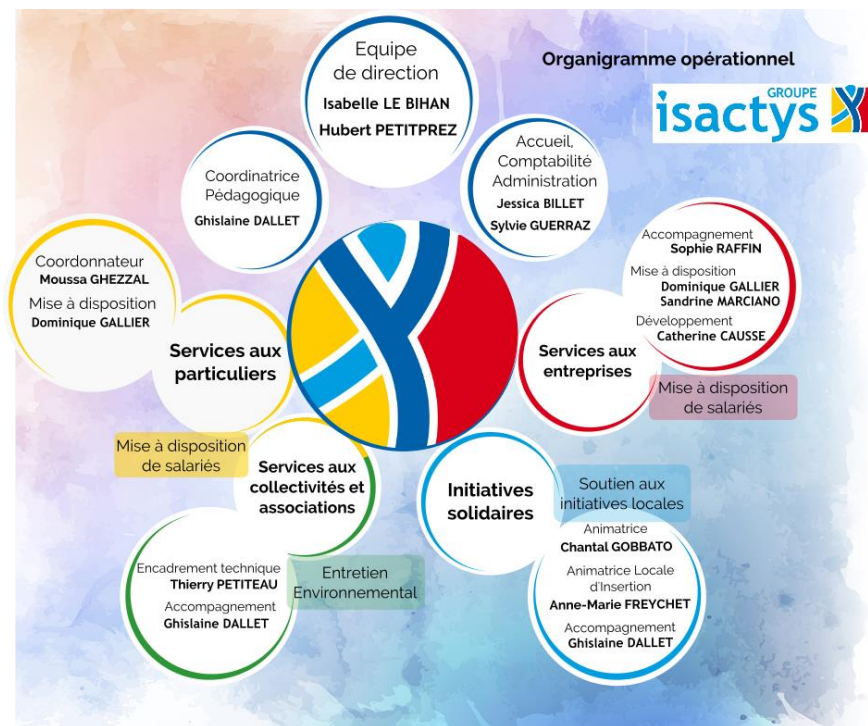 Equipe
de direction
Isabelle LE BIHAN
Hubert PETITPREZ
Organigramme opérationnel
GROUPE
isactys
Coordinatrice
Pédagogique
Ghislaine DALLET
Accueil,
Comptabilité
Administration
Jessica BILLET
Sylvie GUERRAZ
Coordonnateur
Moussa GHEZZAL
Mise à disposition
Dominique GALLIER
Services aux
particuliers
Mise à disposition
de salariés
Accompagnement
Sophie RAFFIN
Mise à disposition
Dominique GALLIER
Sandrine MARCIANO
Développement
Catherine CAUSSE
Services aux
entreprises
Mise à disposition
de salariés
Services aux
collectivités et
associations
Encadrement technique
Thierry PETITEAU
Accompagnement
Ghislaine DALLET
Entretien
Environnemental
Initiatives
solidaires
Soutien aux
initiatives locales
Animatrice
Chantal GOBBATO
Animatrice Locale
d'Insertion
Anne-Marie FREYCHET
Accompagnement
Ghislaine DALLET